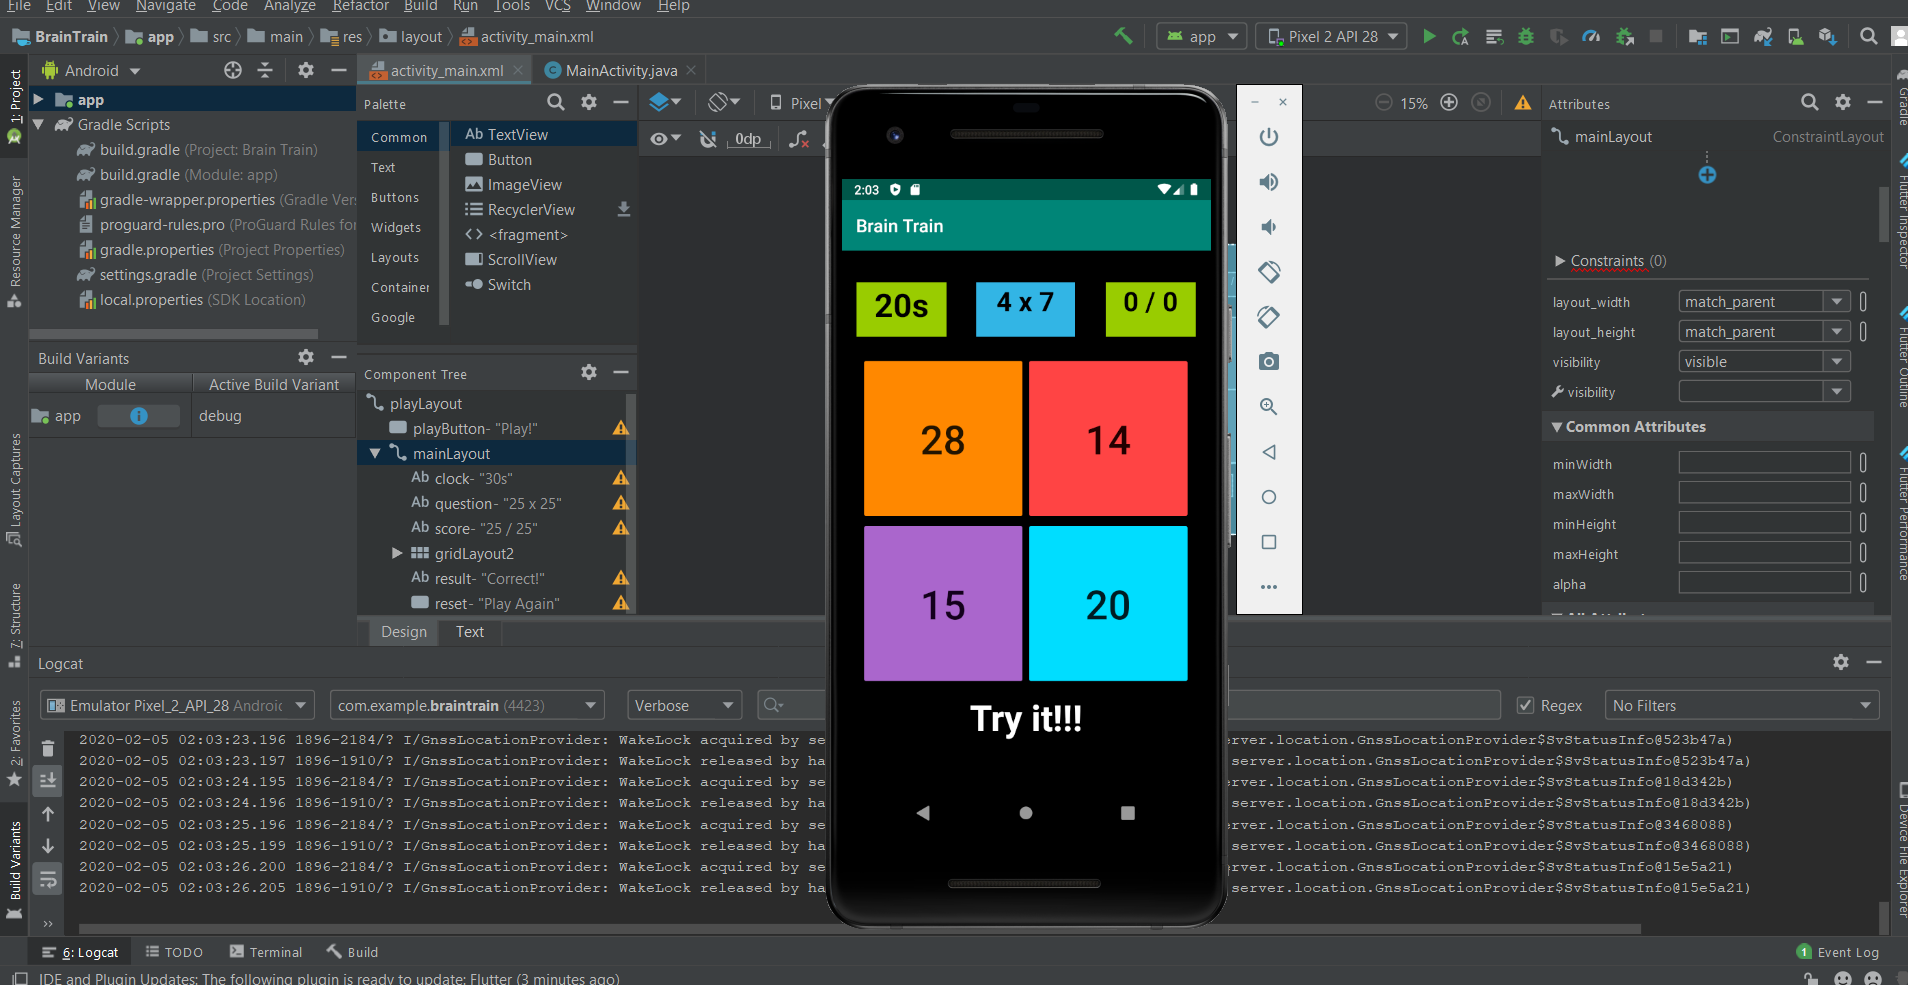 File Edit View Navigate Code Analyze Refactor Build Run Tools VCS Window Help
BrainTrain app src main res layout activity_main.xml
app Pixel 2 API 28
Android
activity_main.xml MainActivity.java
1: Project
Resource Manager
Layout Captures
7: Structure
2: Favorites
Build Variants
app
Gradle Scripts
build.gradle (Project: Brain Train)
build.gradle (Module: app)
gradle-wrapper.properties (Gradle Ver
proguard-rules.pro (ProGuard Rules for
gradle.properties (Project Properties)
settings.gradle (Project Settings)
local.properties (SDK Location)
Build Variants
Module Active Build Variant
app debug
Palette
Common
Text
Buttons
Widgets
Layouts
Container
Google
Ab TextView
Button
ImageView
RecyclerView
<> <fragment>
ScrollView
Switch
Component Tree
playLayout
playButton- "Play!"
mainLayout
Ab clock- "30s"
Ab question- "25 x 25"
Ab score- "25 / 25"
gridLayout2
Ab result- "Correct!"
reset- "Play Again"
Design Text
Pixel
0dp
15%
2:03
Brain Train
20s 4 x 7 0 / 0
28 14
15 20
Try it!!!
Attributes
mainLayout ConstraintLayout
Constraints (0)
layout_width match_parent
layout_height match_parent
visibility visible
visibility
Common Attributes
minWidth
maxWidth
minHeight
maxHeight
alpha
Gradle
Flutter Inspector
Flutter Outline
Flutter Performance
Device File Explorer
Logcat
Emulator Pixel_2_API_28 Androic com.example.braintrain (4423) Verbose Regex No Filters
2020-02-05 02:03:23.196 1896-2184/? I/GnssLocationProvider: WakeLock acquired by se erver.location.GnssLocationProvider$SvStatusInfo@523b47a)
2020-02-05 02:03:23.197 1896-1910/? I/GnssLocationProvider: WakeLock released by ha server.location.GnssLocationProvider$SvStatusInfo@523b47a)
2020-02-05 02:03:24.195 1896-2184/? I/GnssLocationProvider: WakeLock acquired by se erver.location.GnssLocationProvider$SvStatusInfo@18d342b)
2020-02-05 02:03:24.196 1896-1910/? I/GnssLocationProvider: WakeLock released by ha server.location.GnssLocationProvider$SvStatusInfo@18d342b)
2020-02-05 02:03:25.196 1896-2184/? I/GnssLocationProvider: WakeLock acquired by se erver.location.GnssLocationProvider$SvStatusInfo@3468088)
2020-02-05 02:03:25.199 1896-1910/? I/GnssLocationProvider: WakeLock released by ha server.location.GnssLocationProvider$SvStatusInfo@3468088)
2020-02-05 02:03:26.200 1896-2184/? I/GnssLocationProvider: WakeLock acquired by se erver.location.GnssLocationProvider$SvStatusInfo@15e5a21)
2020-02-05 02:03:26.205 1896-1910/? I/GnssLocationProvider: WakeLock released by ha server.location.GnssLocationProvider$SvStatusInfo@15e5a21)
6: Logcat TODO Terminal Build 1 Event Log
IDE and Plugin Updates: The following plugin is ready to update: Flutter (3 minutes ago)